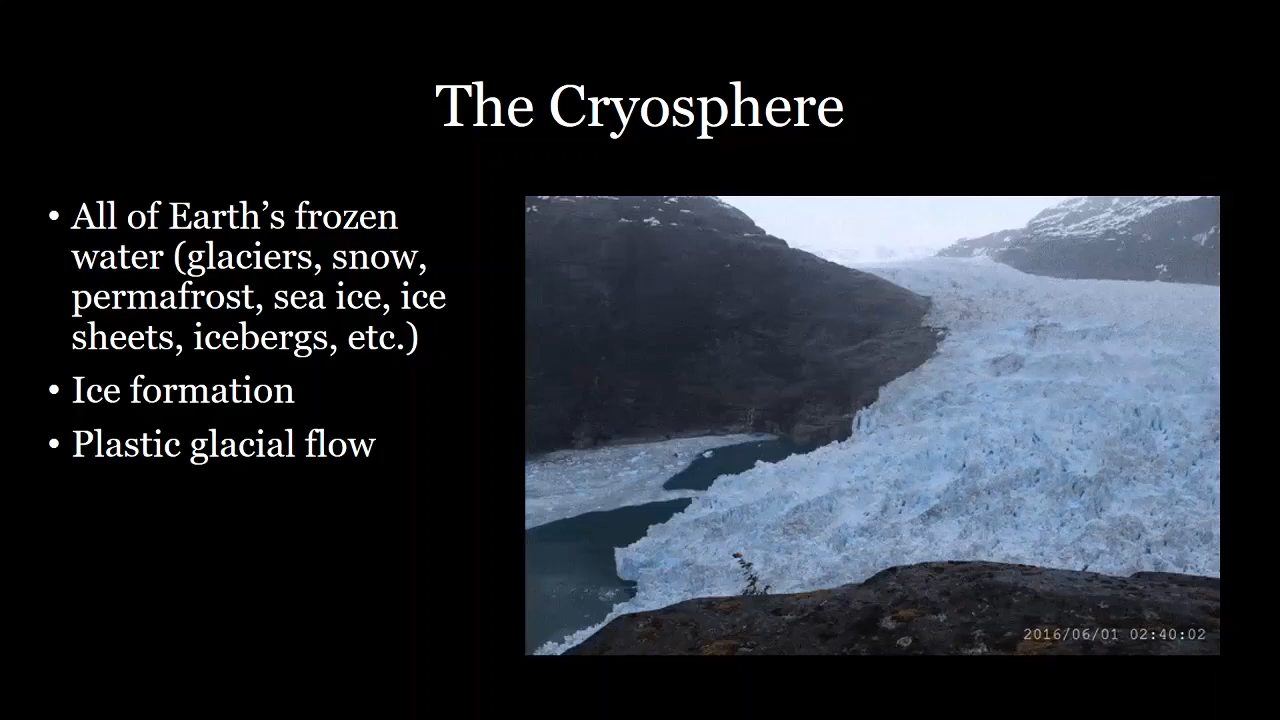 The Cryosphere
• All of Earth’s frozen
water (glaciers, snow,
permafrost, sea ice, ice
sheets, icebergs, etc.)
• Ice formation
• Plastic glacial flow
2016/06/01 02:40:02